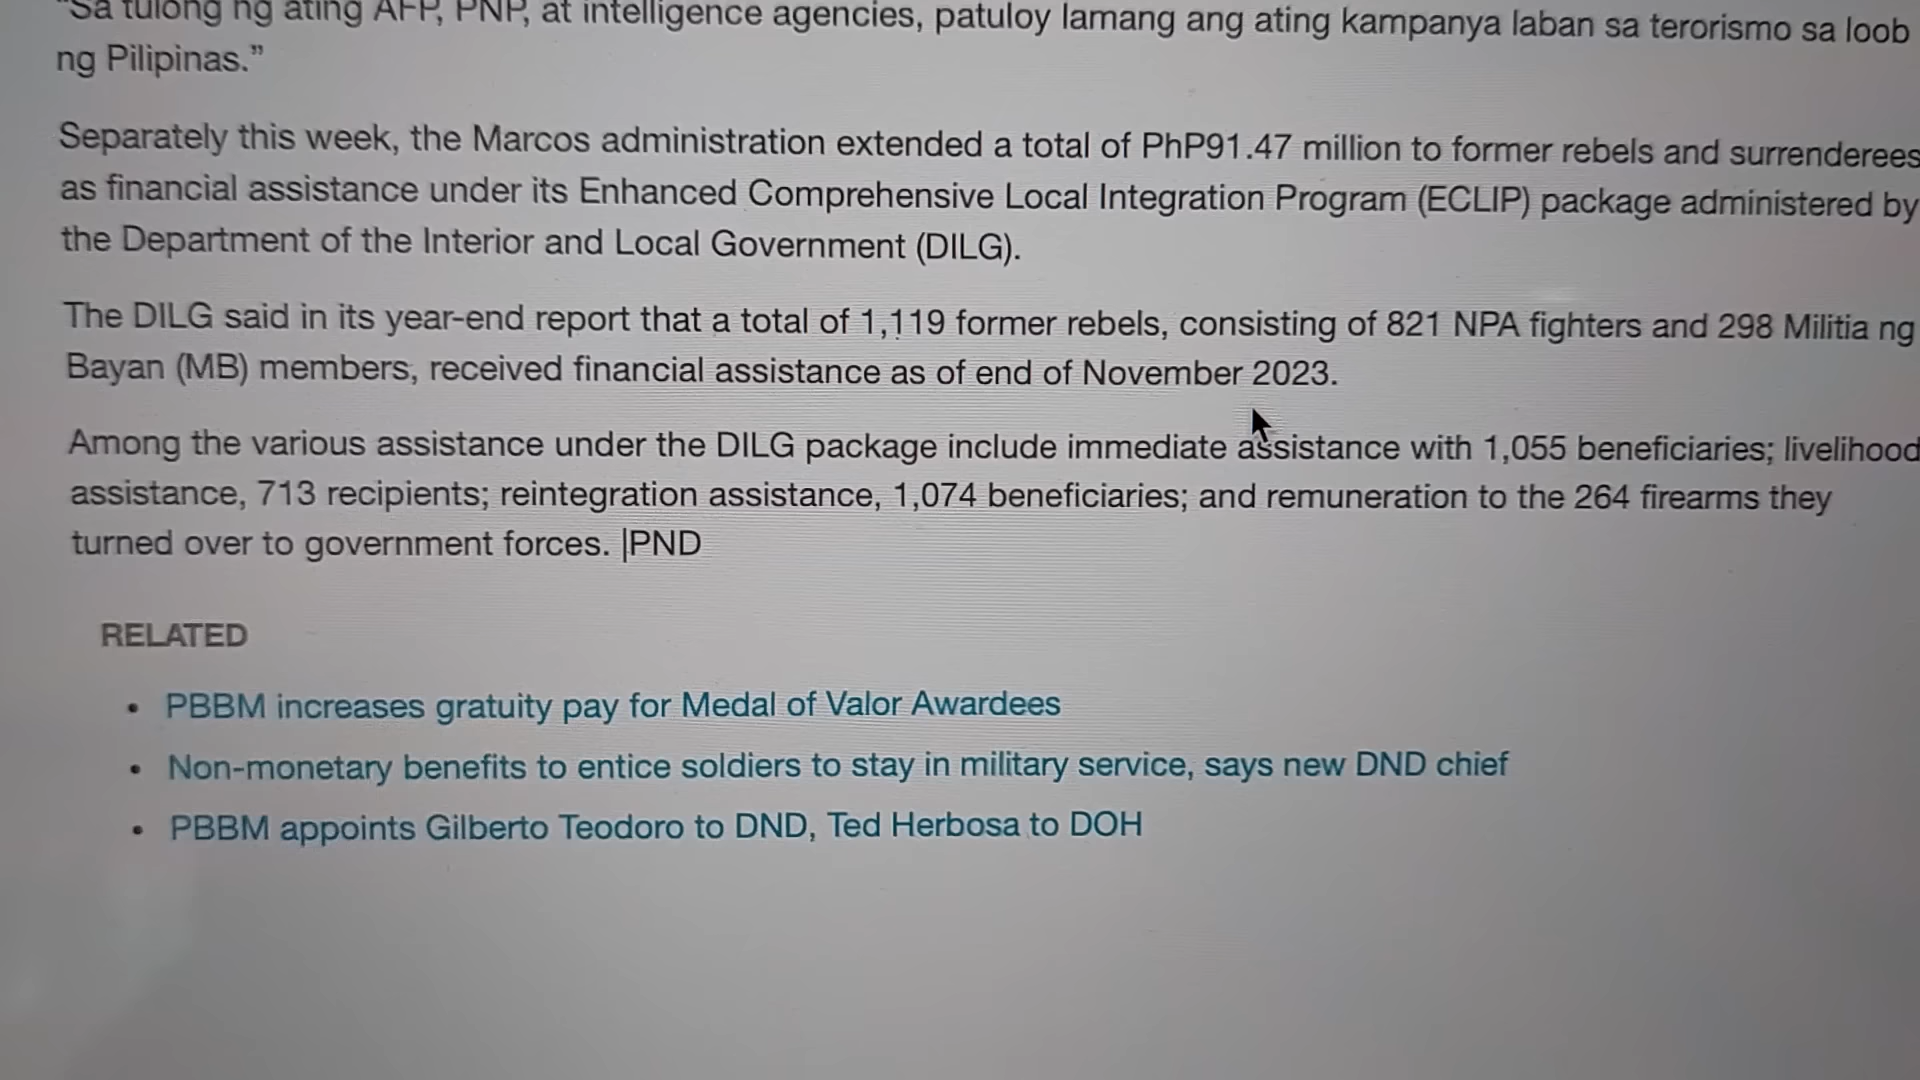 "Sa tulong ng ating AFP, PNP, at intelligence agencies, patuloy lamang ang ating kampanya laban sa terorismo sa loob
ng Pilipinas.”
Separately this week, the Marcos administration extended a total of PhP91.47 million to former rebels and surrenderees
as financial assistance under its Enhanced Comprehensive Local Integration Program (ECLIP) package administered by
the Department of the Interior and Local Government (DILG).
The DILG said in its year-end report that a total of 1,119 former rebels, consisting of 821 NPA fighters and 298 Militia ng
Bayan (MB) members, received financial assistance as of end of November 2023.
Among the various assistance under the DILG package include immediate assistance with 1,055 beneficiaries; livelihood
assistance, 713 recipients; reintegration assistance, 1,074 beneficiaries; and remuneration to the 264 firearms they
turned over to government forces. |PND
RELATED
• PBBM increases gratuity pay for Medal of Valor Awardees
• Non-monetary benefits to entice soldiers to stay in military service, says new DND chief
• PBBM appoints Gilberto Teodoro to DND, Ted Herbosa to DOH